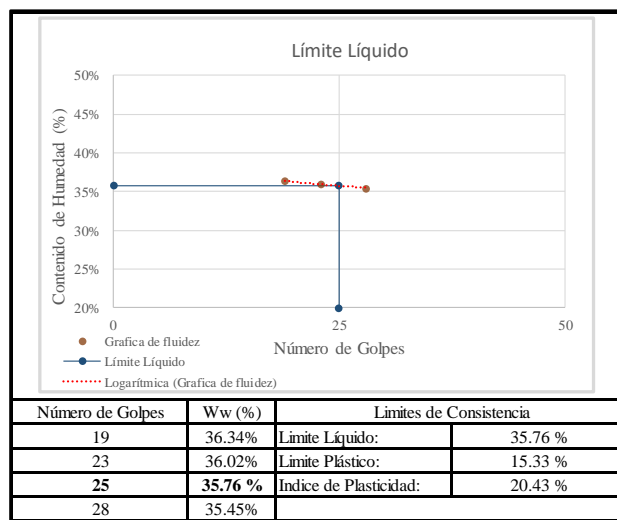 Límite Líquido
50%
45%
40%
35%
30%
25%
20%
Contenido de Humedad (%)
0 25 50
Número de Golpes
Grafica de fluidez
Límite Líquido
Logarítmica (Grafica de fluidez)
Número de Golpes Ww (%) Limites de Consistencia
19 36.34% Limite Líquido: 35.76 %
23 36.02% Limite Plástico: 15.33 %
25 35.76 % Indice de Plasticidad: 20.43 %
28 35.45%